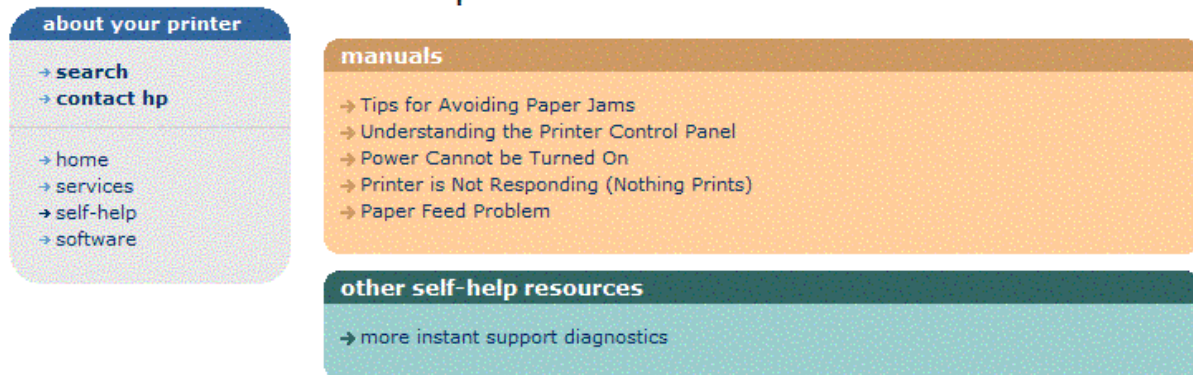 about your printer
search
contact hp
home
services
self-help
software
manuals
Tips for Avoiding Paper Jams
Understanding the Printer Control Panel
Power Cannot be Turned On
Printer is Not Responding (Nothing Prints)
Paper Feed Problem
other self-help resources
more instant support diagnostics